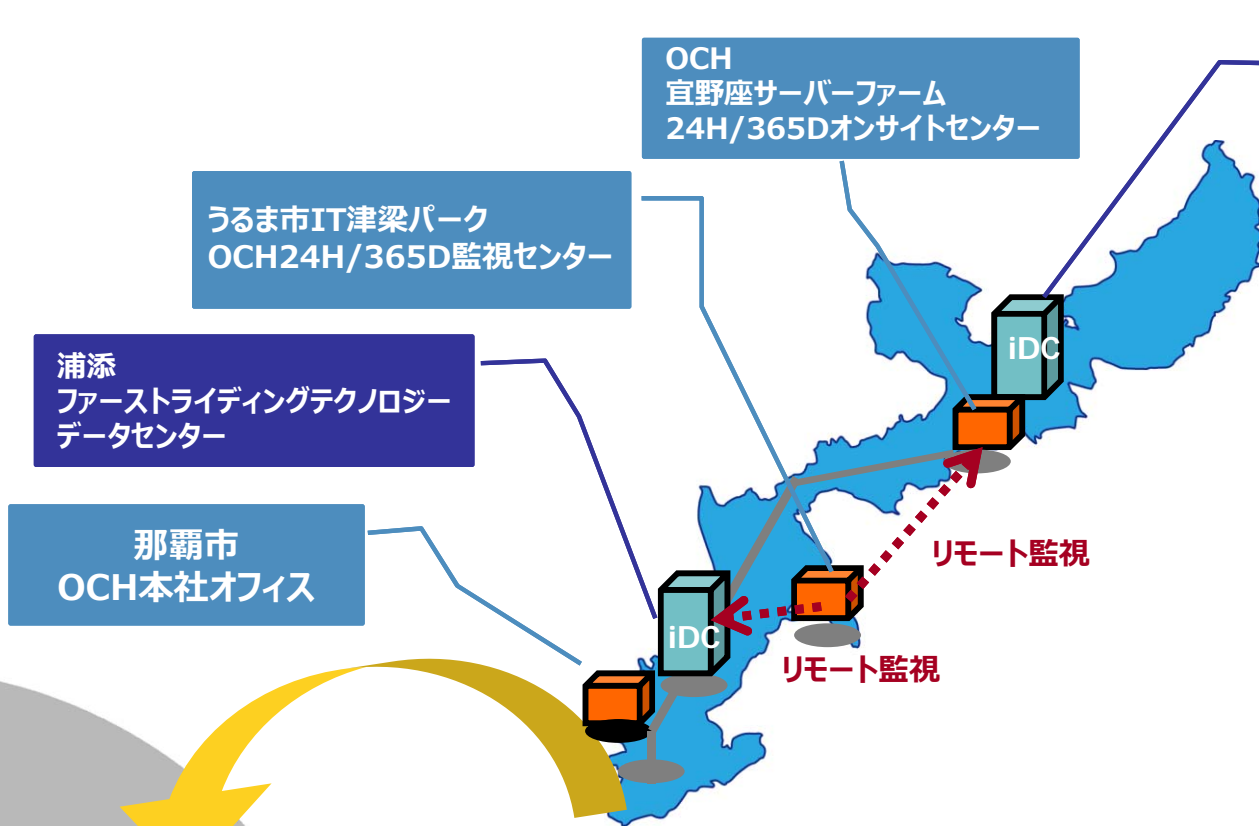 OCH
宜野座サーバーファーム
24H/365Dオンサイトセンター
うるま市IT津梁パーク
OCH24H/365D監視センター
浦添
ファーストライディングテクノロジー
データセンター
那覇市
OCH本社オフィス
iDC
リモート監視
iDC
リモート監視